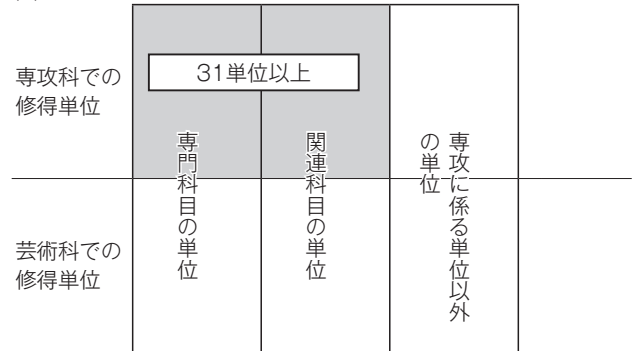 31単位以上
専攻科での
修得単位
専門科目の単位
関連科目の単位
専攻に係る単位以外
の単位
芸術科での
修得単位